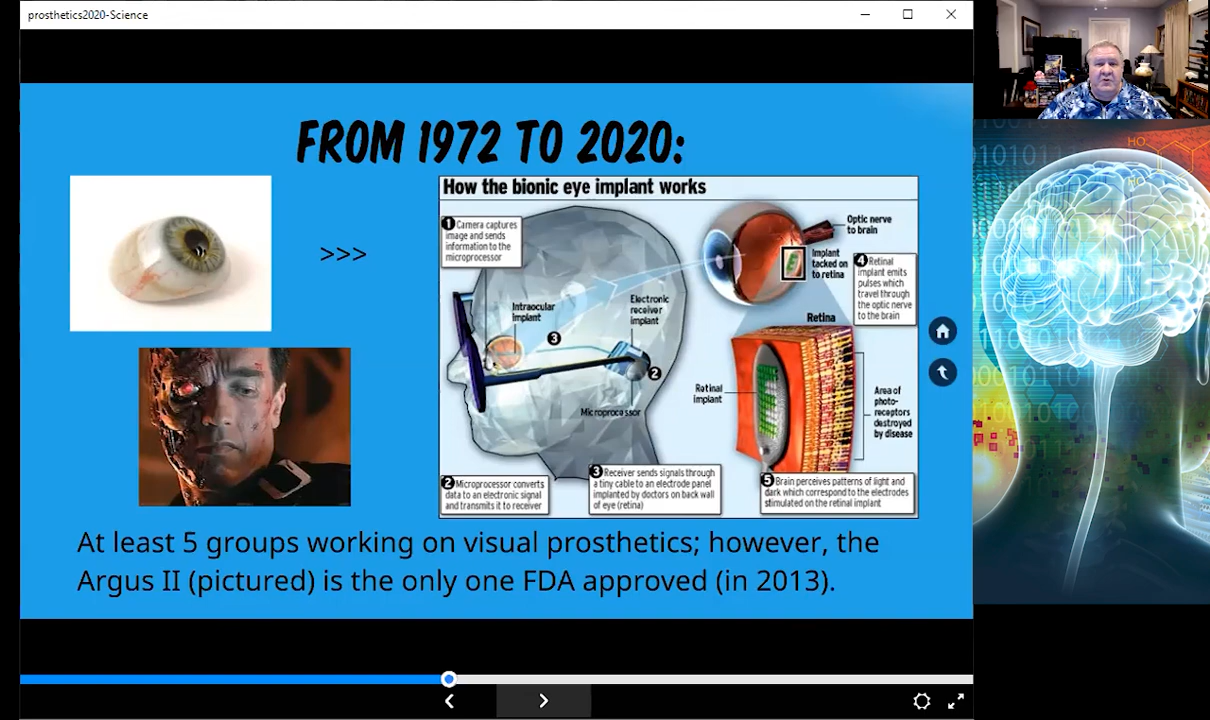 prosthetics2020-Science
FROM 1972 TO 2020:
>>>
How the bionic eye implant works
1 Camera captures
image and sends
information to the
microprocessor
Optic nerve
to brain
Implant
tacked on
to retina
4 Retinal
implant emits
pulses which
travel through
the optic nerve
to the brain
Intraocular
implant
Electronic
receiver
implant
3
2
Microprocessor
Retina
Retinal
implant
Area of
photo-
receptors
destroyed
by disease
2 Microprocessor converts
data to an electronic signal
and transmits it to receiver
3 Receiver sends signals through
a tiny cable to an electrode panel
implanted by doctors on back wall
of eye (retina)
5 Brain perceives patterns of light and
dark which correspond to the electrodes
stimulated on the retinal implant
At least 5 groups working on visual prosthetics; however, the
Argus II (pictured) is the only one FDA approved (in 2013).
HO